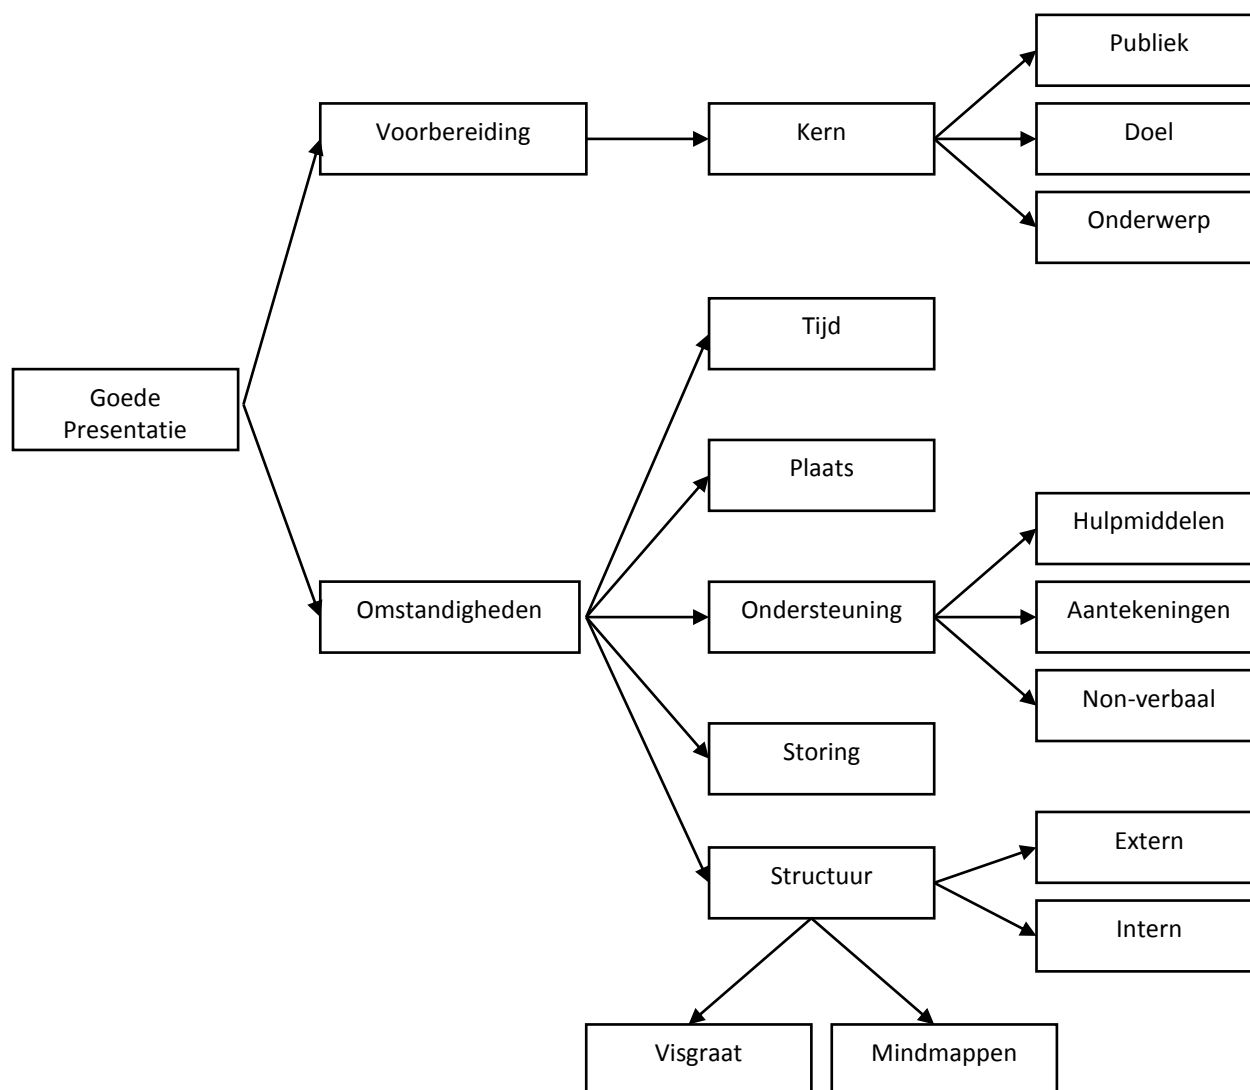 Publiek
Voorbereiding
Kern
Doel
Onderwerp
Tijd
Goede
Presentatie
Plaats
Hulpmiddelen
Omstandigheden
Ondersteuning
Aantekeningen
Non-verbaal
Storing
Structuur
Extern
Intern
Visgraat
Mindmappen